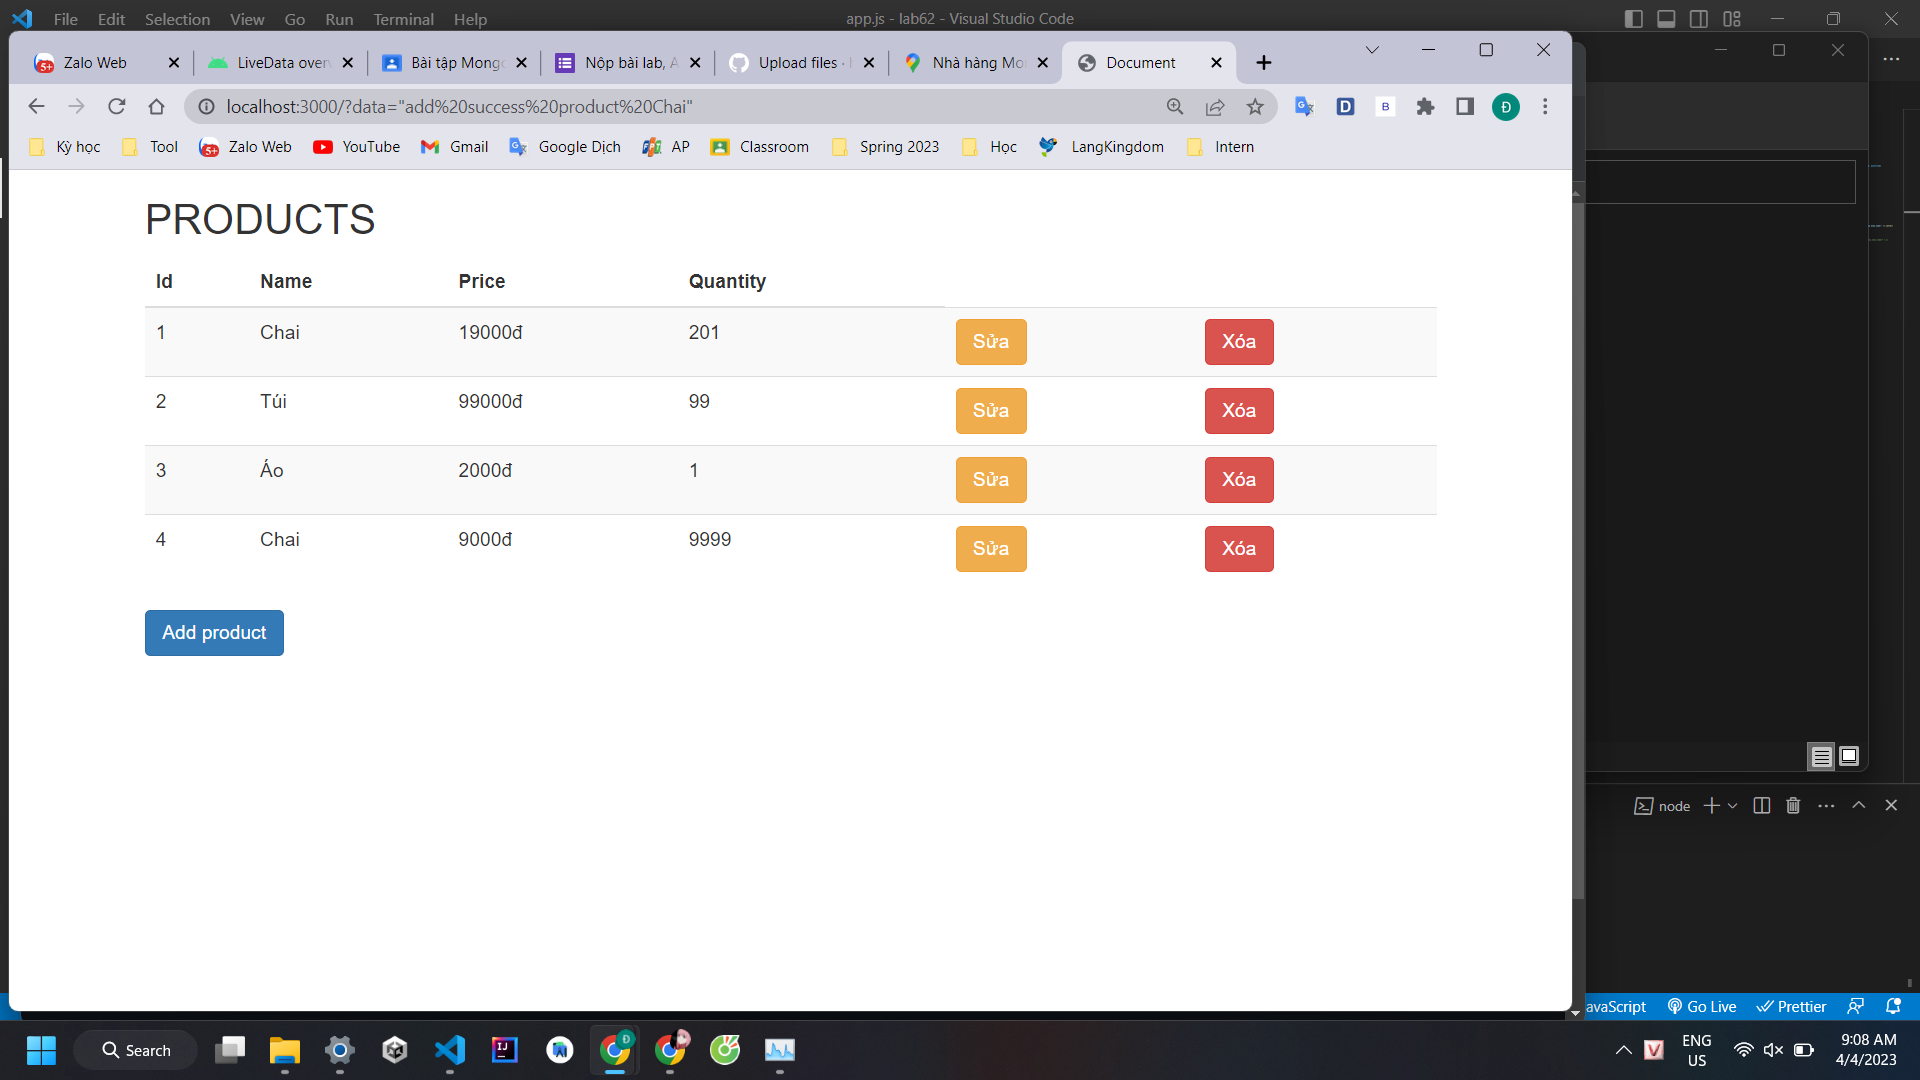 File Edit Selection View Go Run Terminal Help
app.js - lab62 - Visual Studio Code
Zalo Web
LiveData over
Bài tập Mong
Nộp bài lab, A
Upload files ·
Nhà hàng Mo
Document
localhost:3000/?data="add%20success%20product%20Chai"
Kỳ học
Tool
Zalo Web
YouTube
Gmail
Google Dịch
AP
Classroom
Spring 2023
Học
LangKingdom
Intern
PRODUCTS
Id Name Price Quantity
1 Chai 19000đ 201 Sửa Xóa
2 Túi 99000đ 99 Sửa Xóa
3 Áo 2000đ 1 Sửa Xóa
4 Chai 9000đ 9999 Sửa Xóa
Add product
node
avaScript Go Live Prettier
Search
ENG
US
9:08 AM
4/4/2023